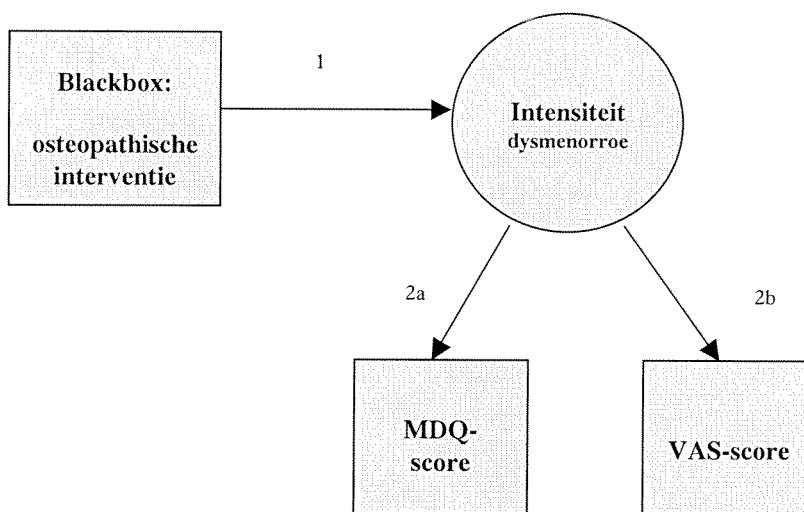 1
Blackbox:
osteopathische
interventie
Intensiteit
dysmenorroe
2a
2b
MDQ-
score
VAS-score